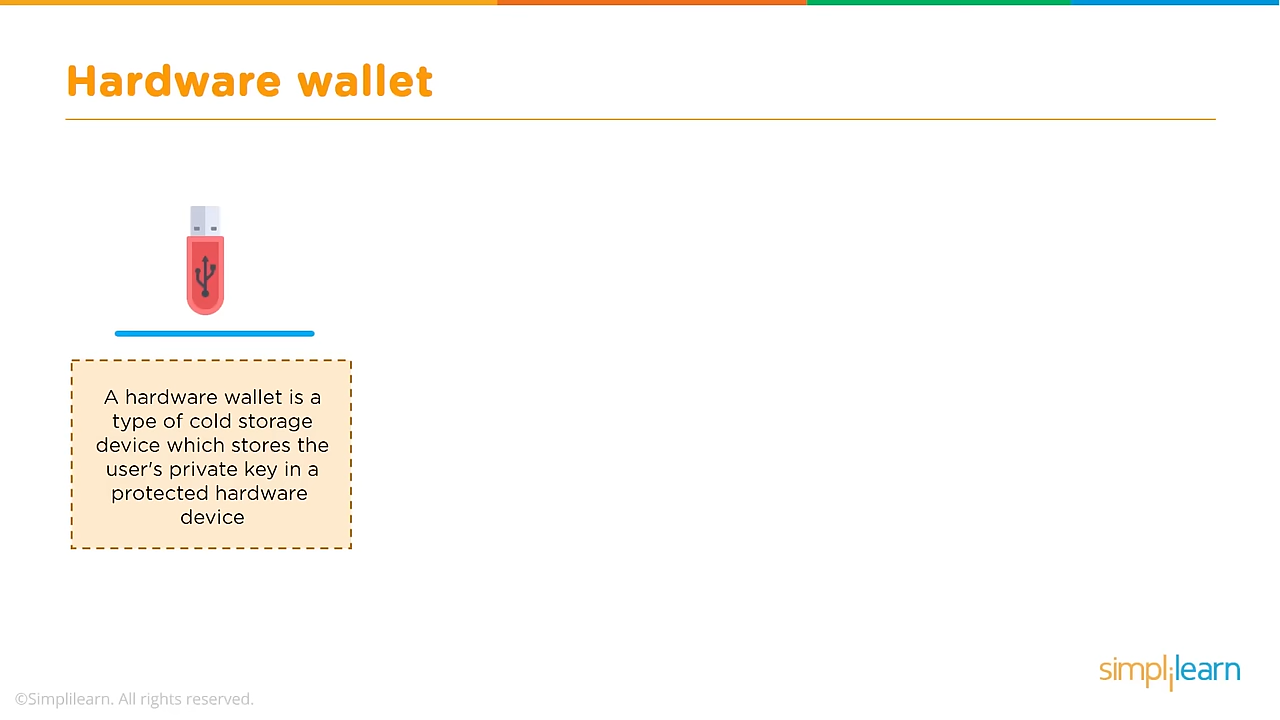 Hardware wallet
A hardware wallet is a
type of cold storage
device which stores the
user's private key in a
protected hardware
device
simplilearn
©Simplilearn. All rights reserved.